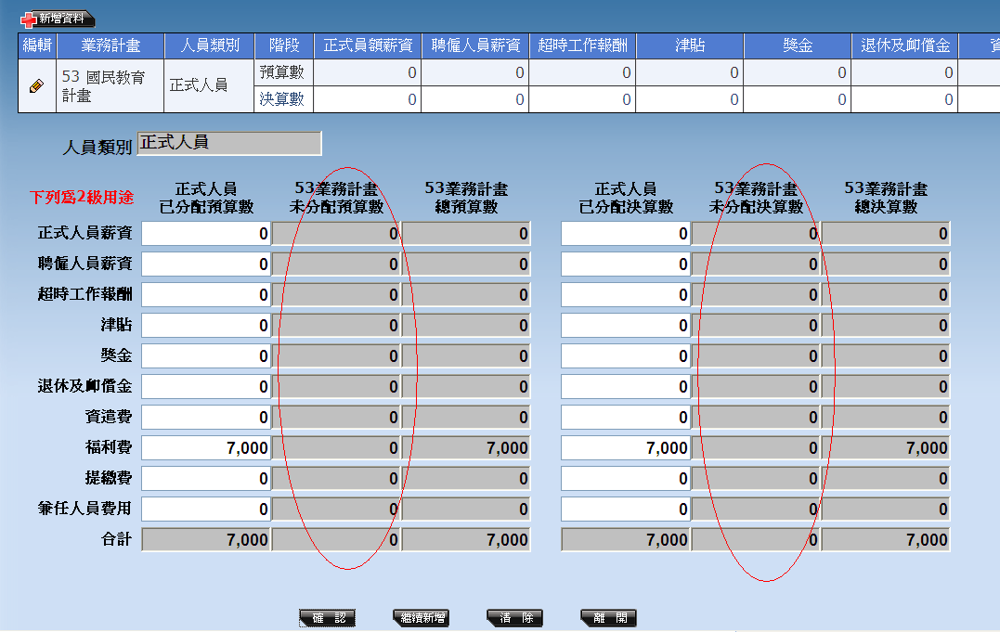 新增資料
編輯 業務計畫 人員類別 階段 正式員額薪資 聘僱人員薪資 超時工作報酬 津貼 獎金 退休及卹償金 資
53 國民教育計畫 正式人員 預算數 0 0 0 0 0 0
決算數 0 0 0 0 0 0
人員類別 正式人員
下列為2級用途 正式人員 53業務計畫 53業務計畫 正式人員 53業務計畫 53業務計畫
已分配預算數 未分配預算數 總預算數 已分配決算數 未分配決算數 總決算數
正式人員薪資 0 0 0 0 0 0
聘僱人員薪資 0 0 0 0 0 0
超時工作報酬 0 0 0 0 0 0
津貼 0 0 0 0 0 0
獎金 0 0 0 0 0 0
退休及卹償金 0 0 0 0 0 0
資遣費 0 0 0 0 0 0
福利費 7,000 0 7,000 7,000 0 7,000
提繳費 0 0 0 0 0 0
兼任人員費用 0 0 0 0 0 0
合計 7,000 0 7,000 7,000 0 7,000
確 認 繼續新增 清 除 離 開